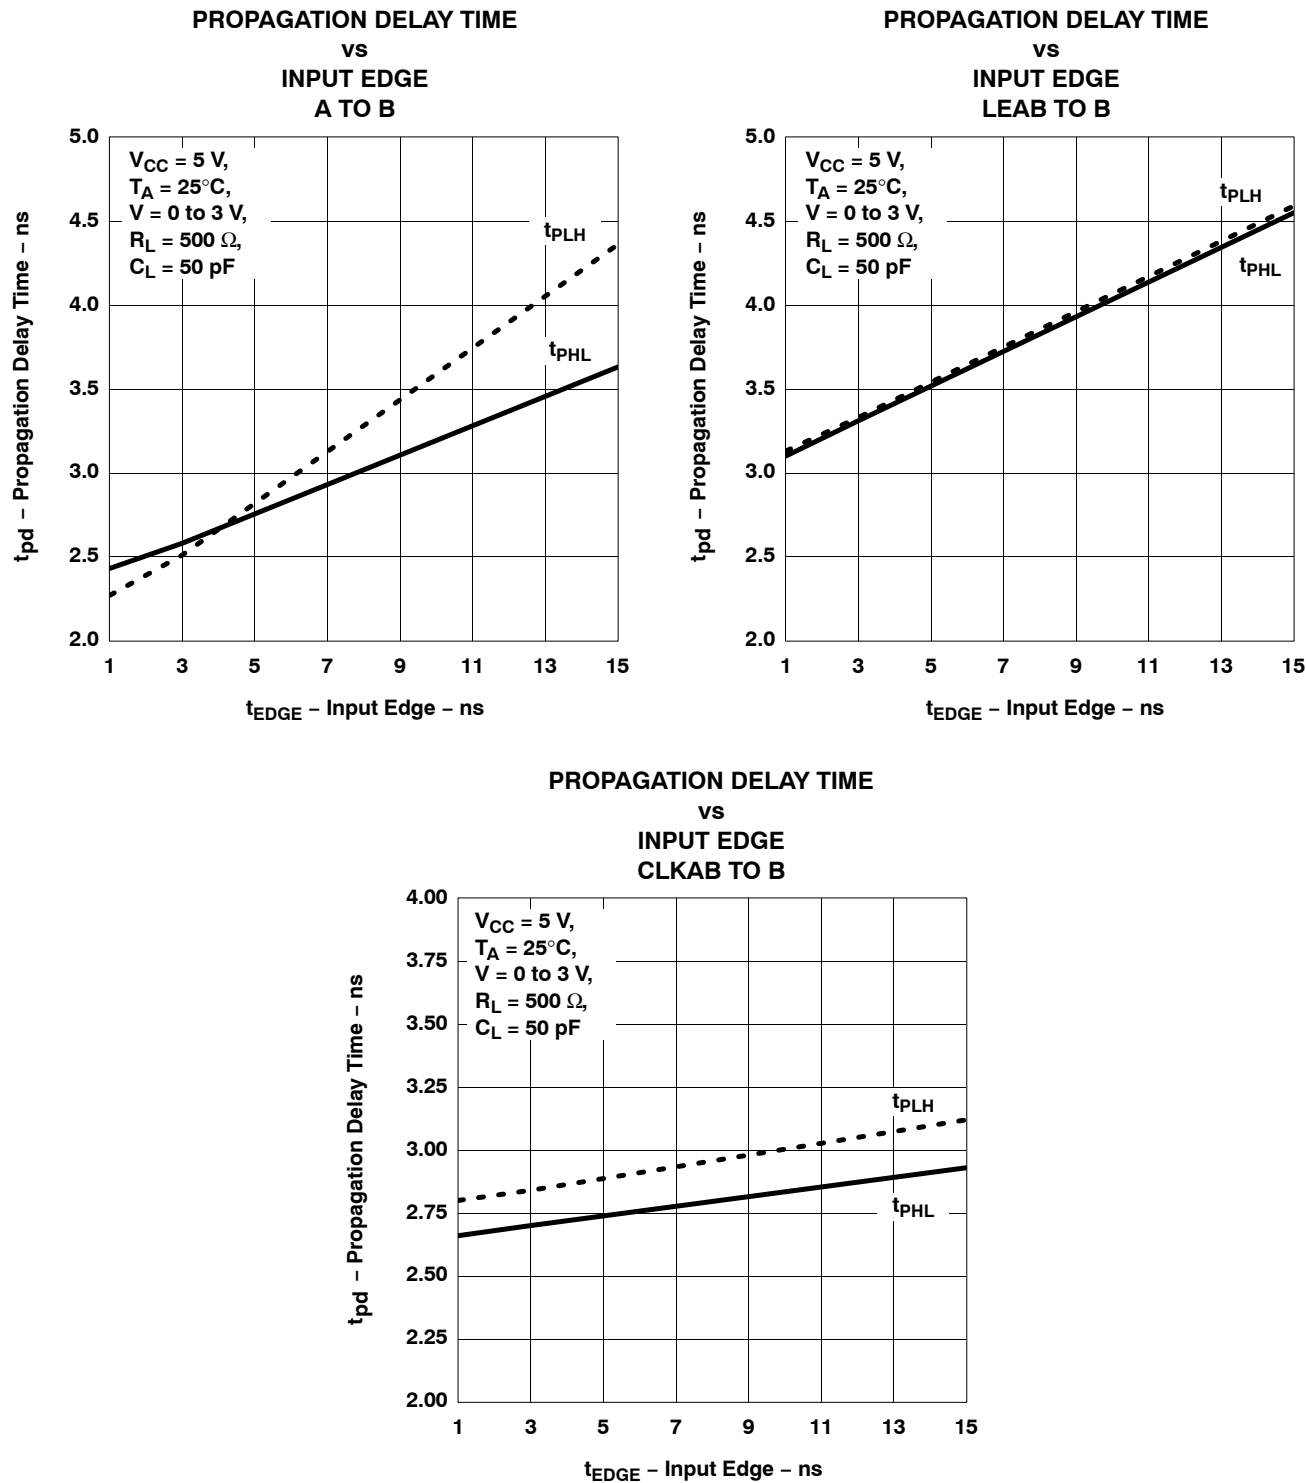 PROPAGATION DELAY TIME
vs
INPUT EDGE
A TO B
5.0
4.5
4.0
3.5
3.0
2.5
2.0
tpd – Propagation Delay Time – ns
VCC = 5 V,
TA = 25°C,
V = 0 to 3 V,
RL = 500 Ω,
CL = 50 pF
tPLH
tPHL
1 3 5 7 9 11 13 15
tEDGE – Input Edge – ns
PROPAGATION DELAY TIME
vs
INPUT EDGE
LEAB TO B
5.0
4.5
4.0
3.5
3.0
2.5
2.0
tpd – Propagation Delay Time – ns
VCC = 5 V,
TA = 25°C,
V = 0 to 3 V,
RL = 500 Ω,
CL = 50 pF
tPLH
tPHL
1 3 5 7 9 11 13 15
tEDGE – Input Edge – ns
PROPAGATION DELAY TIME
vs
INPUT EDGE
CLKAB TO B
4.00
3.75
3.50
3.25
3.00
2.75
2.50
2.25
2.00
tpd – Propagation Delay Time – ns
VCC = 5 V,
TA = 25°C,
V = 0 to 3 V,
RL = 500 Ω,
CL = 50 pF
tPLH
tPHL
1 3 5 7 9 11 13 15
tEDGE – Input Edge – ns